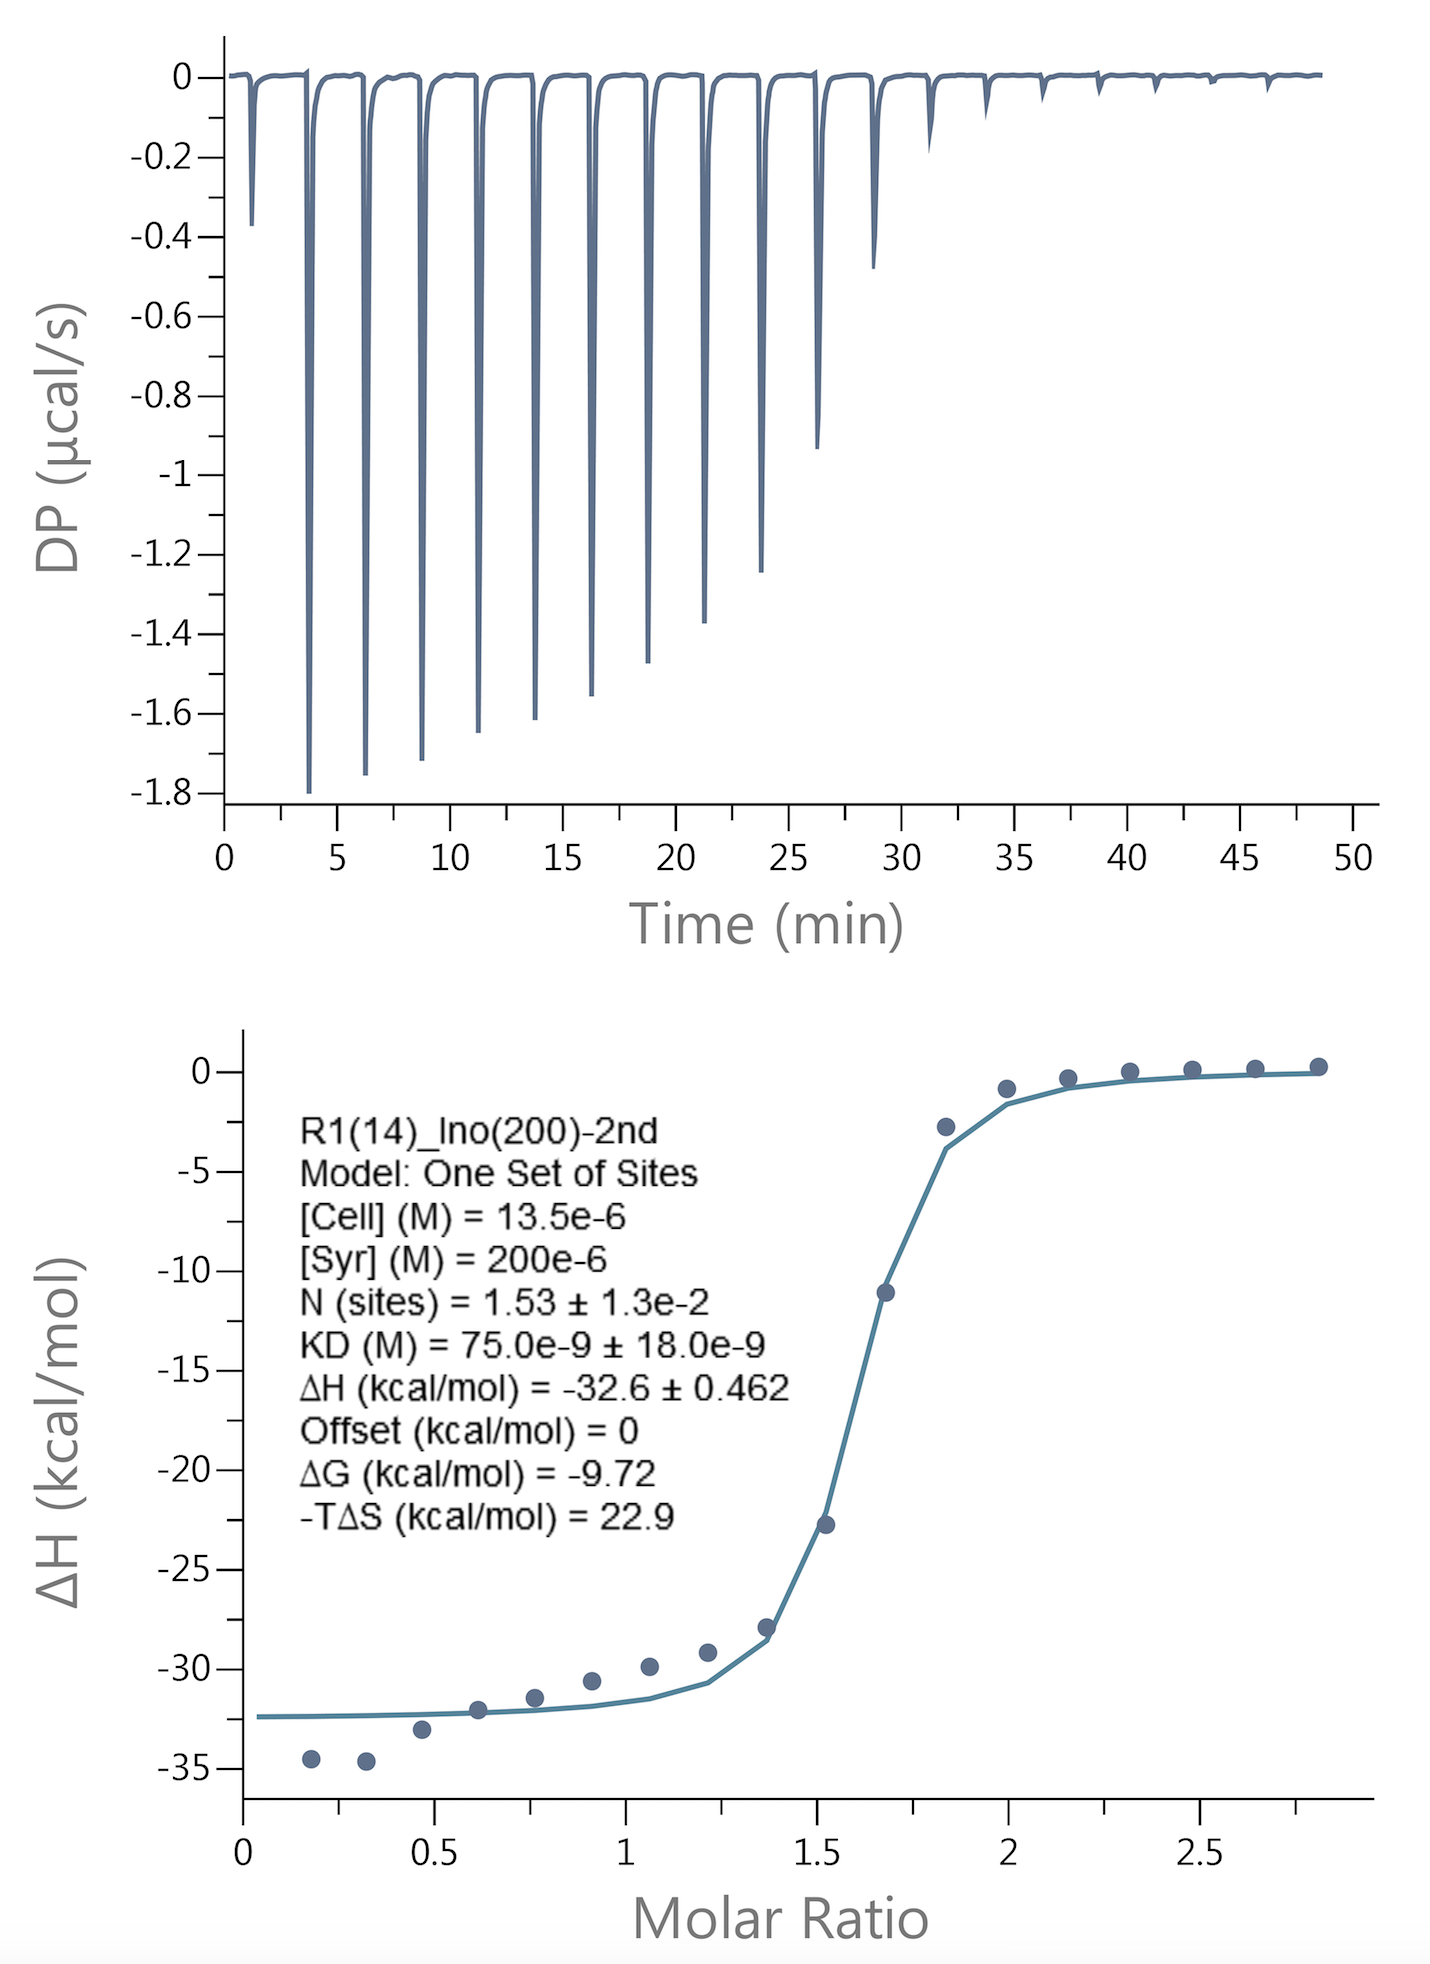 0
-0.2
-0.4
-0.6
-0.8
-1
-1.2
-1.4
-1.6
-1.8
DP (µcal/s)
0 5 10 15 20 25 30 35 40 45 50
Time (min)
0
-5
-10
-15
-20
-25
-30
-35
ΔH (kcal/mol)
R1(14)_Ino(200)-2nd
Model: One Set of Sites
[Cell] (M) = 13.5e-6
[Syr] (M) = 200e-6
N (sites) = 1.53 ± 1.3e-2
KD (M) = 75.0e-9 ± 18.0e-9
ΔH (kcal/mol) = -32.6 ± 0.462
Offset (kcal/mol) = 0
ΔG (kcal/mol) = -9.72
-TΔS (kcal/mol) = 22.9
0 0.5 1 1.5 2 2.5
Molar Ratio